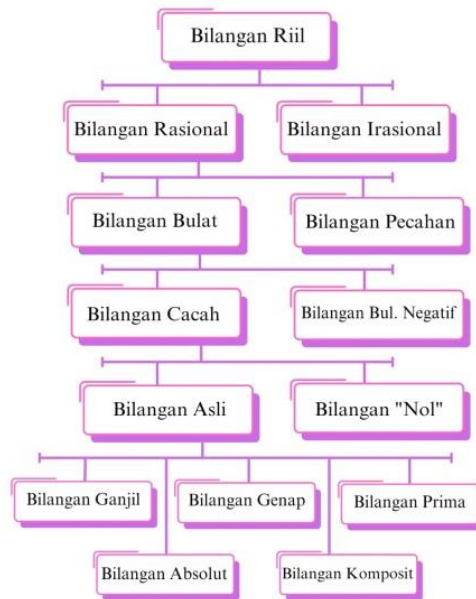 Bilangan Riil
Bilangan Rasional
Bilangan Irasional
Bilangan Bulat
Bilangan Pecahan
Bilangan Cacah
Bilangan Bul. Negatif
Bilangan Asli
Bilangan "Nol"
Bilangan Ganjil
Bilangan Genap
Bilangan Prima
Bilangan Absolut
Bilangan Komposit